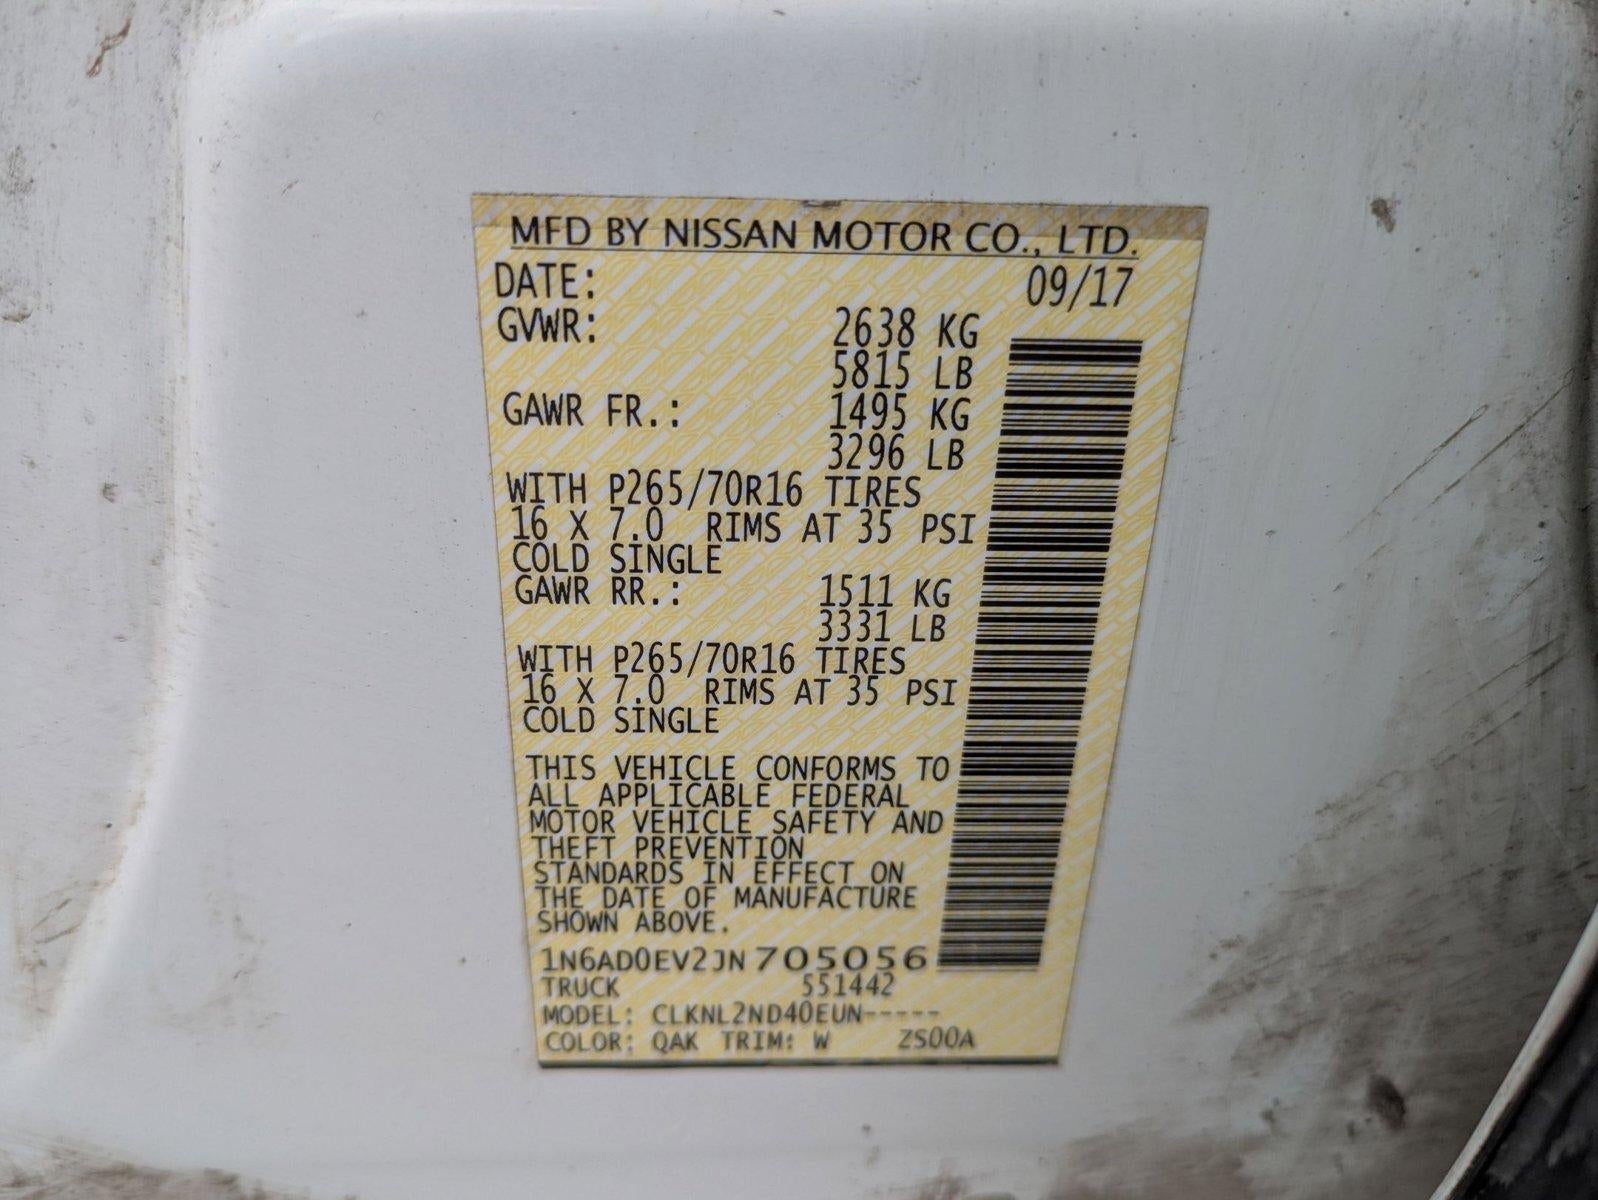 MFD BY NISSAN MOTOR CO., LTD.
DATE: 09/17
GVWR: 2638 KG
5815 LB
GAWR FR.: 1495 KG
3296 LB
WITH P265/70R16 TIRES
16 X 7.0 RIMS AT 35 PSI
COLD SINGLE
GAWR RR.: 1511 KG
3331 LB
WITH P265/70R16 TIRES
16 X 7.0 RIMS AT 35 PSI
COLD SINGLE
THIS VEHICLE CONFORMS TO
ALL APPLICABLE FEDERAL
MOTOR VEHICLE SAFETY AND
THEFT PREVENTION
STANDARDS IN EFFECT ON
THE DATE OF MANUFACTURE
SHOWN ABOVE.
1N6AD0EV2JN705056
TRUCK 551442
MODEL: CLKNL2ND40EUN-----
COLOR: QAK TRIM: W ZS00A